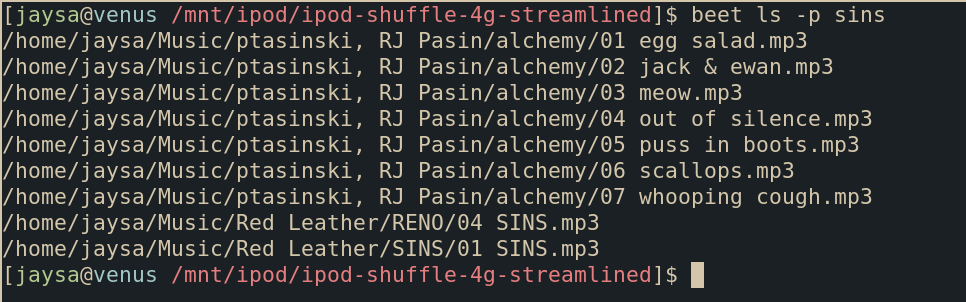 [jaysa@venus /mnt/ipod/ipod-shuffle-4g-streamlined]$ beet ls -p sins
/home/jaysa/Music/ptasinski, RJ Pasin/alchemy/01 egg salad.mp3
/home/jaysa/Music/ptasinski, RJ Pasin/alchemy/02 jack & ewan.mp3
/home/jaysa/Music/ptasinski, RJ Pasin/alchemy/03 meow.mp3
/home/jaysa/Music/ptasinski, RJ Pasin/alchemy/04 out of silence.mp3
/home/jaysa/Music/ptasinski, RJ Pasin/alchemy/05 puss in boots.mp3
/home/jaysa/Music/ptasinski, RJ Pasin/alchemy/06 scallops.mp3
/home/jaysa/Music/ptasinski, RJ Pasin/alchemy/07 whooping cough.mp3
/home/jaysa/Music/Red Leather/RENO/04 SINS.mp3
/home/jaysa/Music/Red Leather/SINS/01 SINS.mp3
[jaysa@venus /mnt/ipod/ipod-shuffle-4g-streamlined]$